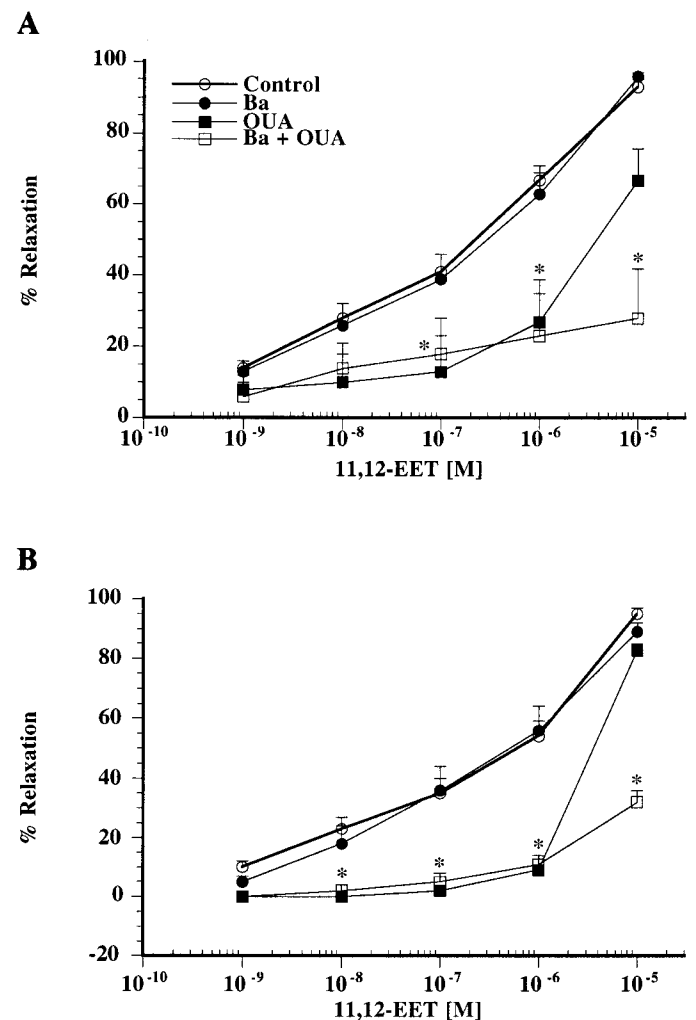 A
100
80
60
40
20
0
% Relaxation
Control
Ba
OUA
Ba + OUA
*
*
*
10⁻¹⁰ 10⁻⁹ 10⁻⁸ 10⁻⁷ 10⁻⁶ 10⁻⁵
11,12-EET [M]
B
100
80
60
40
20
0
-20
% Relaxation
*
*
*
*
10⁻¹⁰ 10⁻⁹ 10⁻⁸ 10⁻⁷ 10⁻⁶ 10⁻⁵
11,12-EET [M]